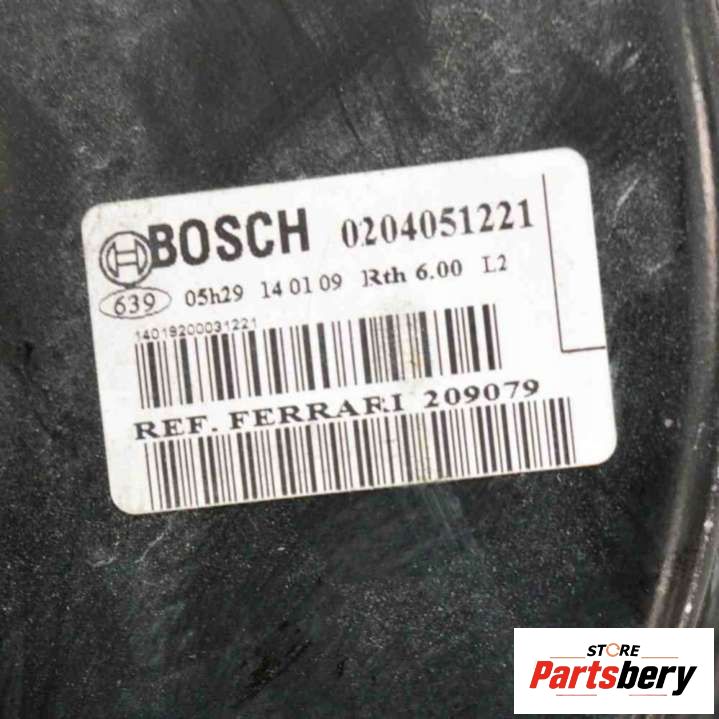 BOSCH 0204051221
639 05h29 14 01 09 Rth 6.00 L2
14019200031221
REF. FERRARI 209079
STORE
Partsbery